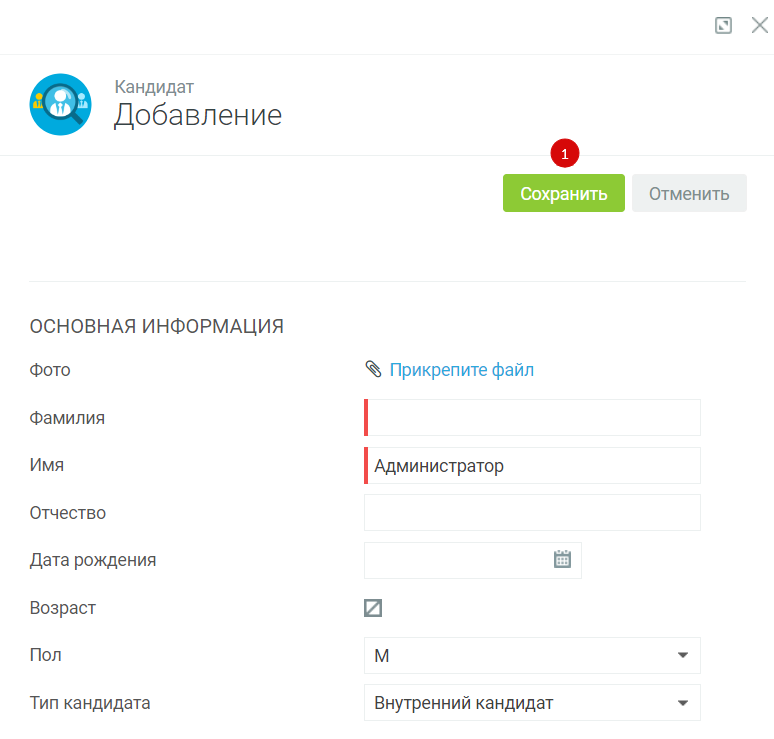 Кандидат
Добавление
1
Сохранить Отменить
ОСНОВНАЯ ИНФОРМАЦИЯ
Фото Прикрепите файл
Фамилия
Имя Администратор
Отчество
Дата рождения
Возраст
Пол М
Тип кандидата Внутренний кандидат